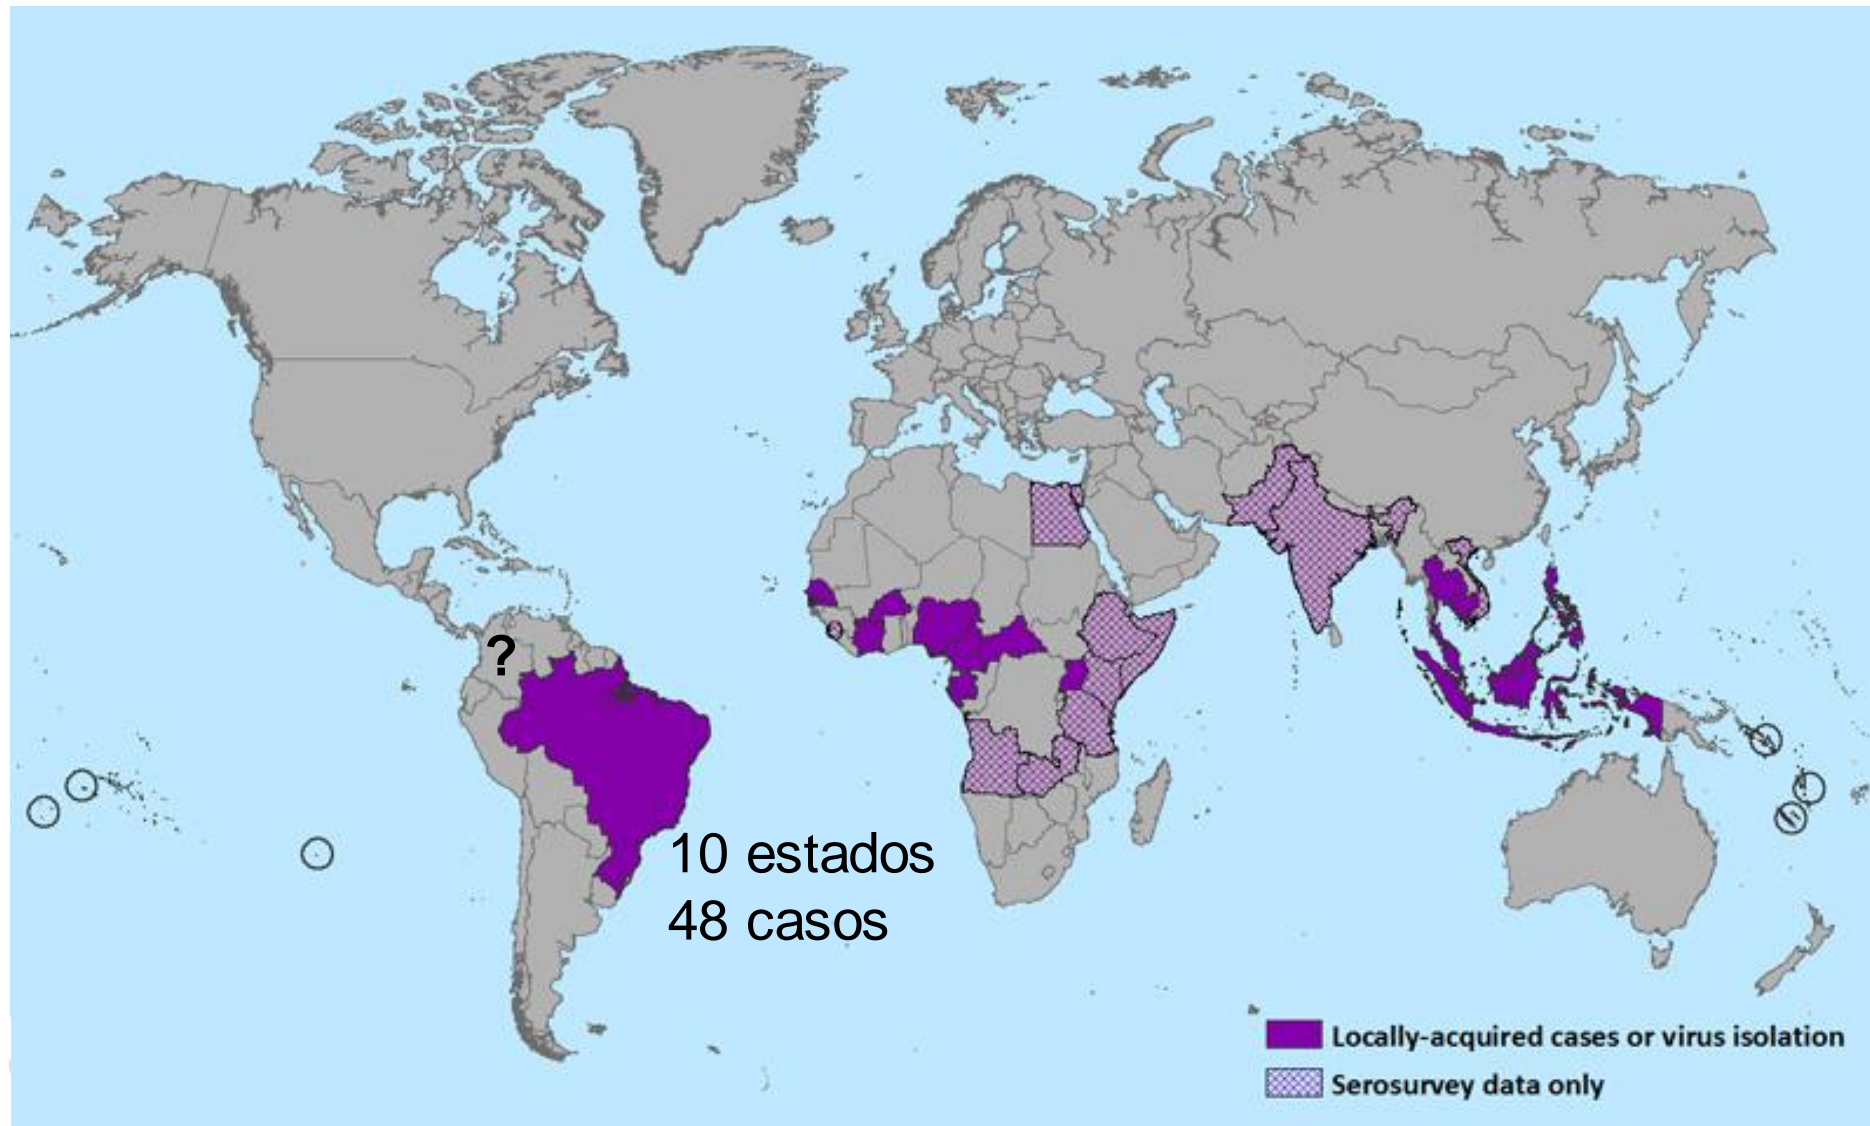 ?
10 estados
48 casos
Locally-acquired cases or virus isolation
Serosurvey data only